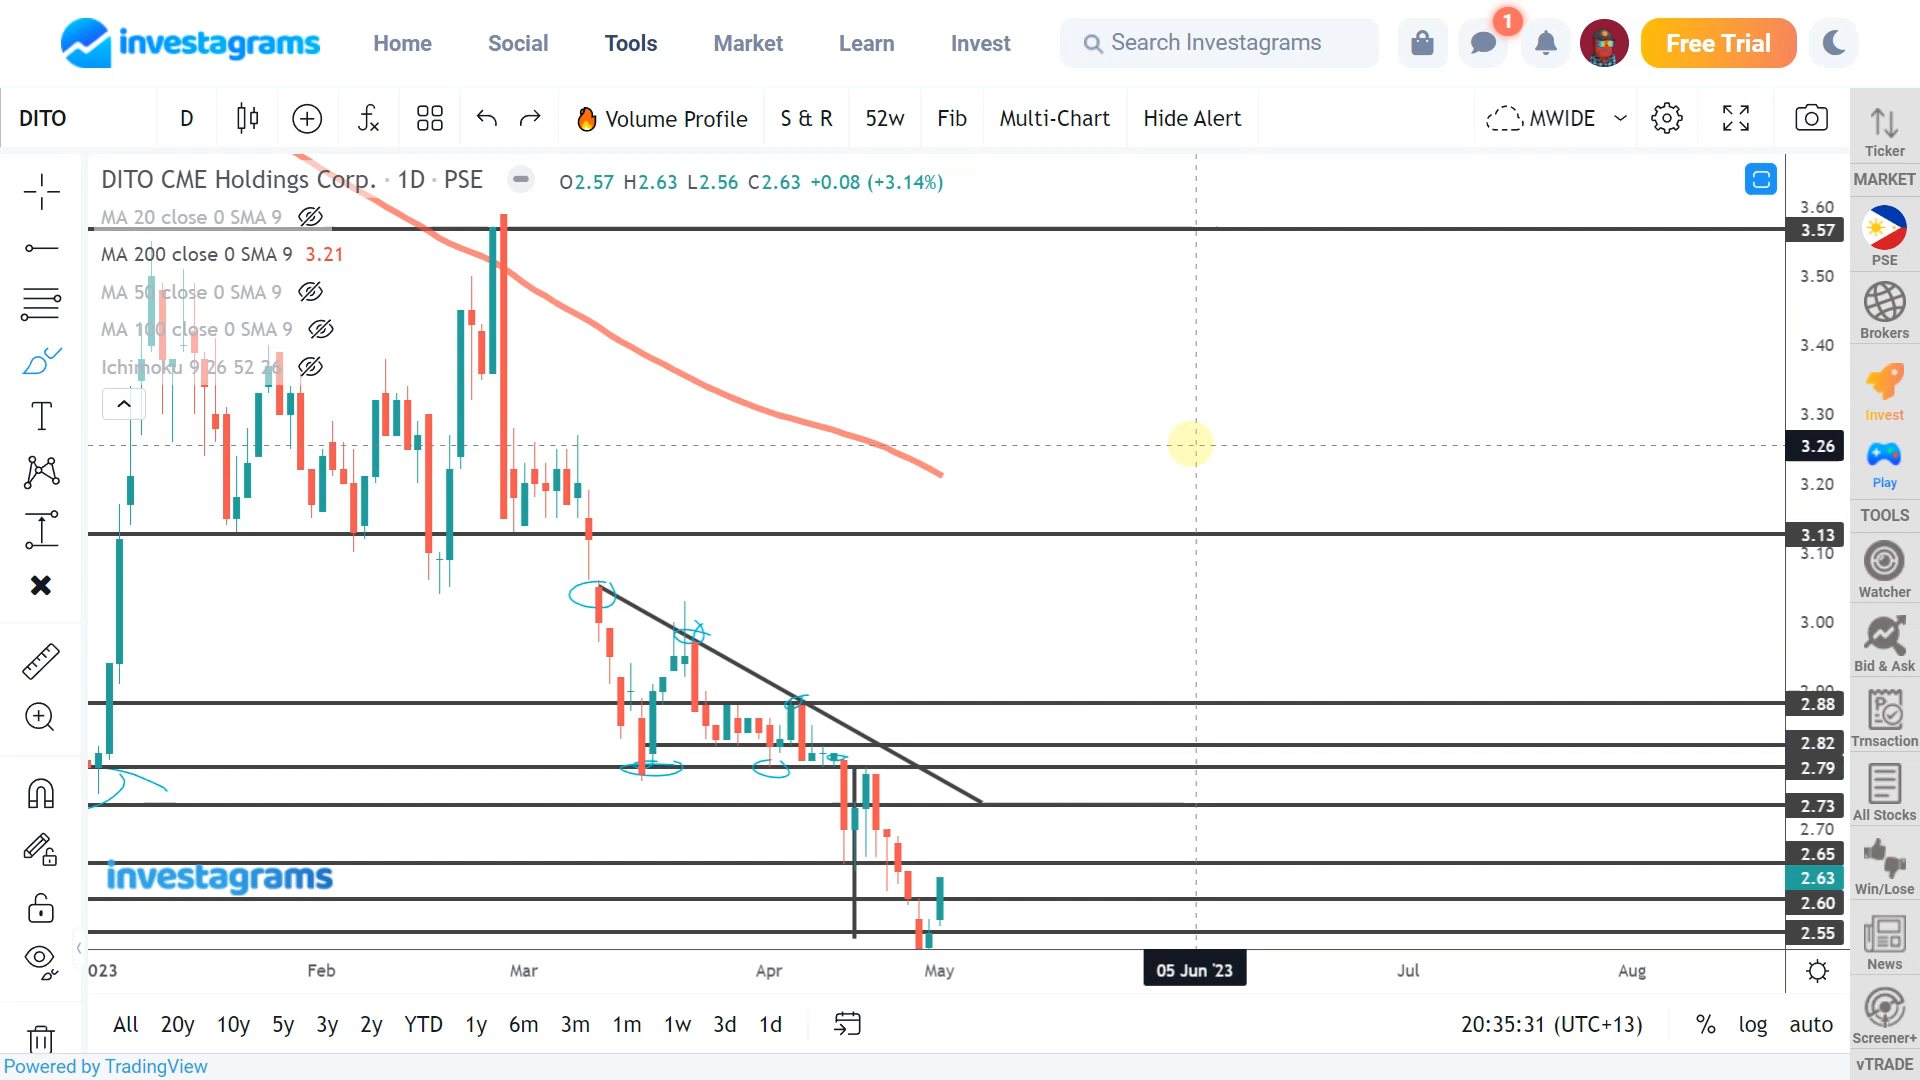 investagrams
Home
Social
Tools
Market
Learn
Invest
Search Investagrams
1
Free Trial
DITO
D
Volume Profile
S & R
52w
Fib
Multi-Chart
Hide Alert
MWIDE
DITO CME Holdings Corp. · 1D · PSE
O2.57 H2.63 L2.56 C2.63 +0.08 (+3.14%)
MA 20 close 0 SMA 9
MA 200 close 0 SMA 9 3.21
MA 50 close 0 SMA 9
MA 100 close 0 SMA 9
Ichimoku 9 26 52 26
3.60
3.57
3.50
3.40
3.30
3.26
3.20
3.13
3.10
3.00
2.90
2.88
2.82
2.79
2.73
2.70
2.65
2.63
2.60
2.55
investagrams
023
Feb
Mar
Apr
May
05 Jun '23
Jul
Aug
All
20y
10y
5y
3y
2y
YTD
1y
6m
3m
1m
1w
3d
1d
20:35:31 (UTC+13)
%
log
auto
Powered by TradingView
Ticker
MARKET
PSE
Brokers
Invest
Play
TOOLS
Watcher
Bid & Ask
Trnsaction
All Stocks
Win/Lose
News
Screener+
vTRADE